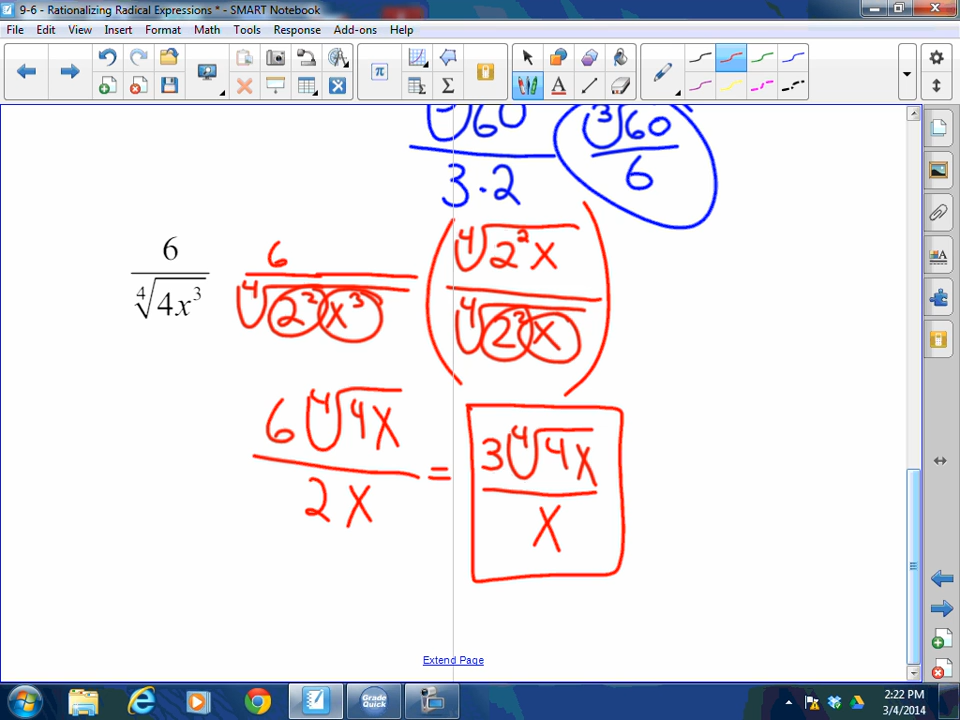 9-6 - Rationalizing Radical Expressions * - SMART Notebook
File Edit View Insert Format Math Tools Response Add-ons Help
∛60
3·2
∛60
6
6
∜4x³
6
∜2²x³
(∜2²x)
∜2²x
6∜4x
2x
=
3∜4x
x
Extend Page
Grade Quick
2:22 PM
3/4/2014